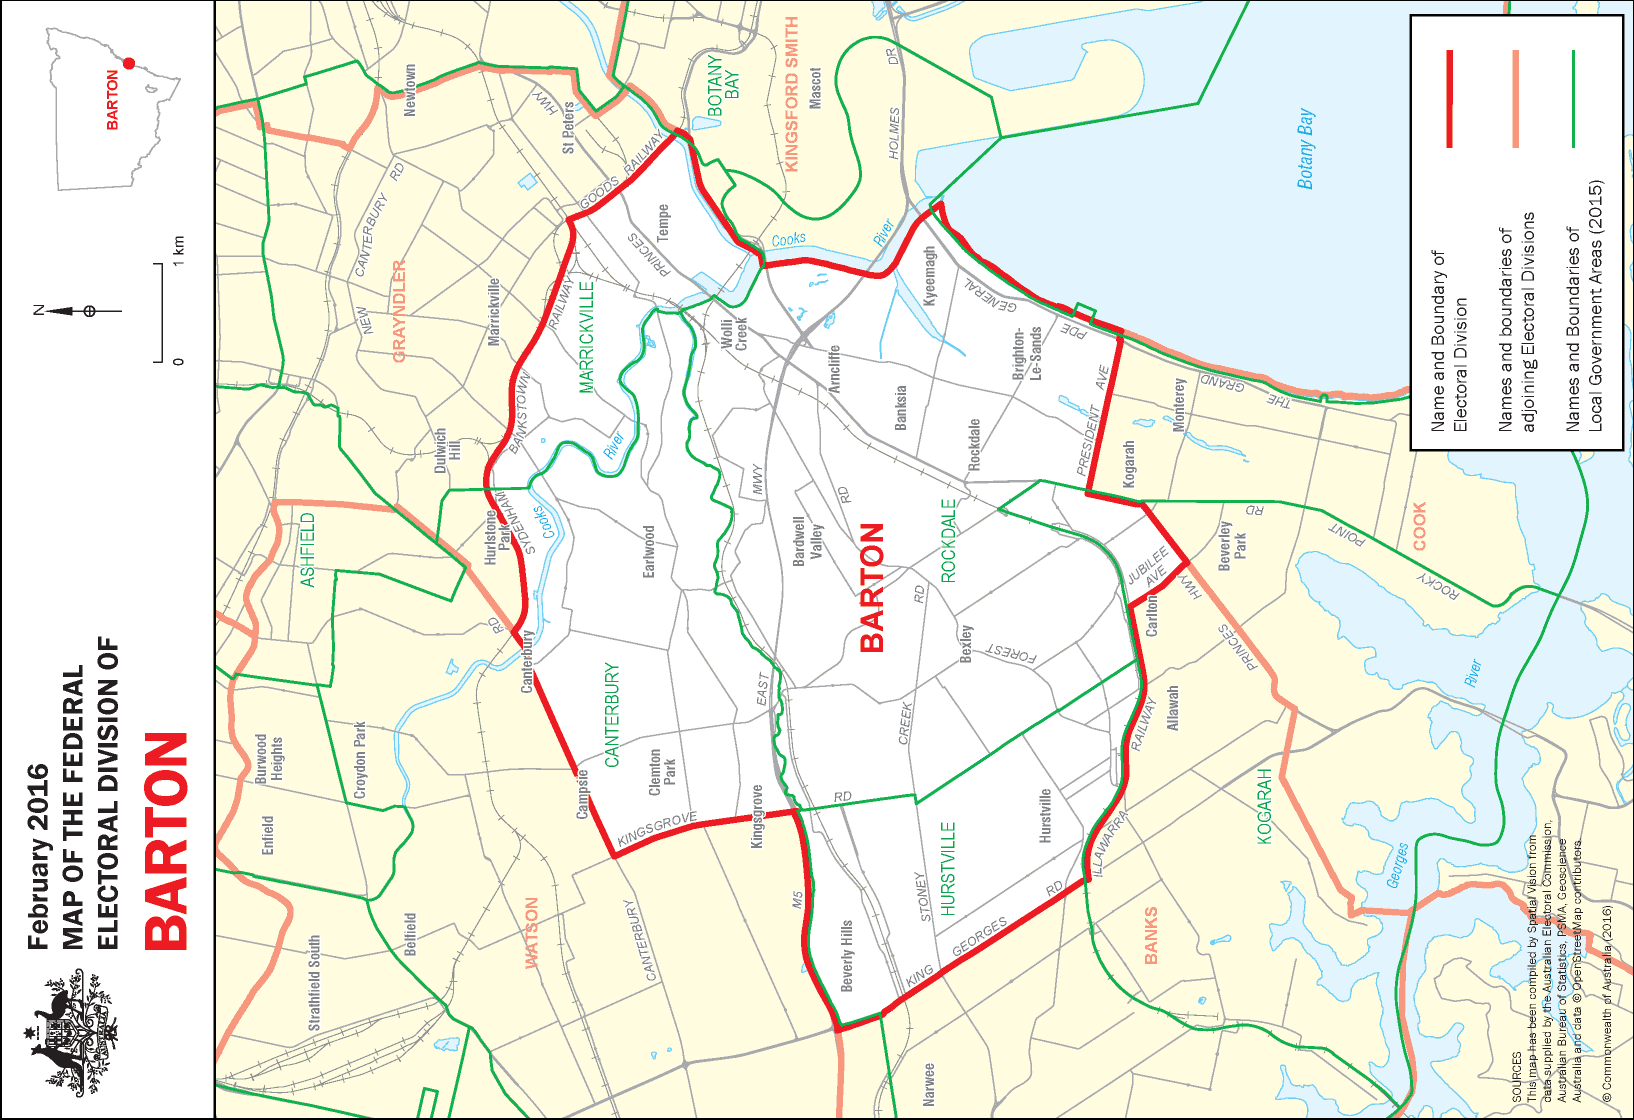 February 2016
MAP OF THE FEDERAL
ELECTORAL DIVISION OF
BARTON
N
0
1 km
BARTON
Name and Boundary of
Electoral Division
Names and boundaries of
adjoining Electoral Divisions
Names and Boundaries of
Local Government Areas (2015)
SOURCES
This map has been compiled by Spatial Vision from
data supplied by the Australian Electoral Commission,
Australian Bureau of Statistics, PSMA, Geoscience
Australia and data © OpenStreetMap contributors.
© Commonwealth of Australia (2016)
Strathfield South
Enfield
Burwood
Heights
Croydon Park
Belfield
ASHFIELD
GRAYNDLER
NEW
CANTERBURY
RD
Newtown
Marrickville
Dulwich
Hill
Hurlstone
Park
SYDENHAM
BANKSTOWN
RAILWAY
RD
Canterbury
Cooks
River
HWY
St Peters
GOODS
RAILWAY
MARRICKVILLE
PRINCES
Tempe
WATSON
Campsie
CANTERBURY
CANTERBURY
KINGSGROVE
Clemton
Park
Earlwood
Kingsgrove
RD
EAST
MWY
M5
Wolli
Creek
BOTANY
BAY
KINGSFORD SMITH
Mascot
Cooks
River
HOLMES
DR
Bardwell
Valley
RD
Arncliffe
BARTON
Banksia
Kyeemagh
GENERAL
Beverly Hills
STONEY
CREEK
RD
HURSTVILLE
ROCKDALE
Rockdale
Bexley
FOREST
Brighton-
Le-Sands
PDE
Narwee
KING
GEORGES
RD
Hurstville
ILLAWARRA
RAILWAY
Allawah
Carlton
JUBILEE
AVE
HWY
PRINCES
PRESIDENT
AVE
Kogarah
Monterey
THE
GRAND
BANKS
KOGARAH
Beverley
Park
RD
POINT
ROCKY
COOK
Georges
River
Botany Bay